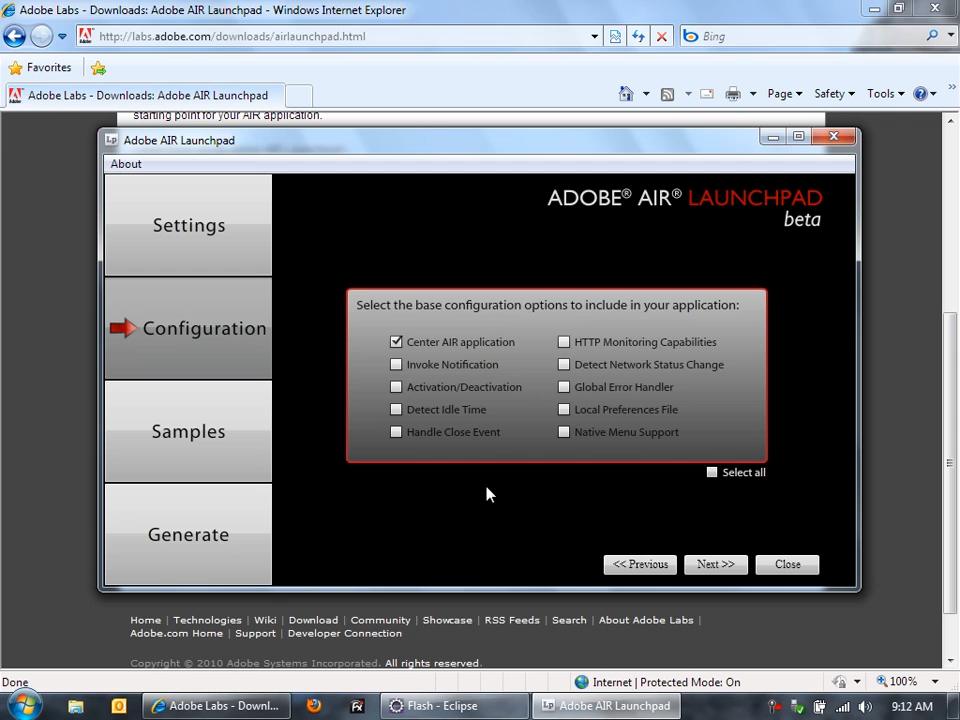 Adobe Labs - Downloads: Adobe AIR Launchpad - Windows Internet Explorer
http://labs.adobe.com/downloads/airlaunchpad.html
Bing
Favorites
Adobe Labs - Downloads: Adobe AIR Launchpad
Page
Safety
Tools
starting point for your AIR application.
Lp Adobe AIR Launchpad
About
ADOBE® AIR® LAUNCHPAD
beta
Settings
Configuration
Samples
Generate
Select the base configuration options to include in your application:
Center AIR application
HTTP Monitoring Capabilities
Invoke Notification
Detect Network Status Change
Activation/Deactivation
Global Error Handler
Detect Idle Time
Local Preferences File
Handle Close Event
Native Menu Support
Select all
<< Previous
Next >>
Close
Home | Technologies | Wiki | Download | Community | Showcase | RSS Feeds | Search | About Adobe Labs |
Adobe.com Home | Support | Developer Connection
Copyright © 2010 Adobe Systems Incorporated. All rights reserved.
Done
Internet | Protected Mode: On
100%
Adobe Labs - Downl...
Flash - Eclipse
Lp Adobe AIR Launchpad
9:12 AM